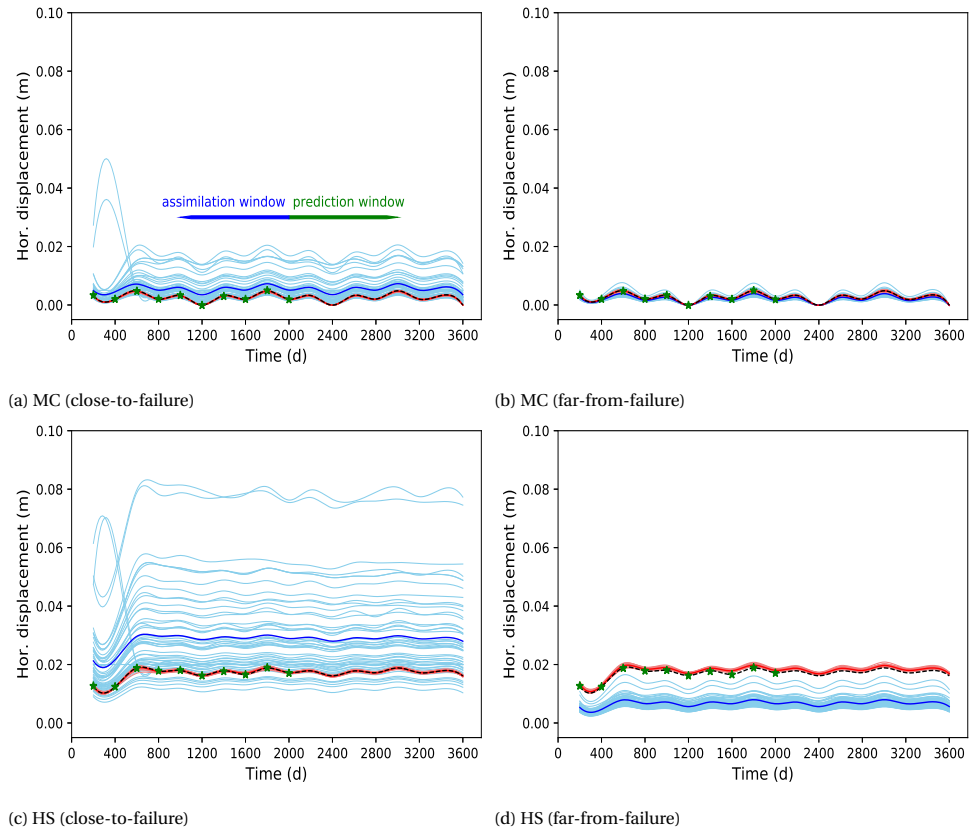 0.10
0.08
0.06
0.04
0.02
0.00
Hor. displacement (m)
assimilation window
prediction window
0 400 800 1200 1600 2000 2400 2800 3200 3600
Time (d)
(a) MC (close-to-failure)
0.10
0.08
0.06
0.04
0.02
0.00
Hor. displacement (m)
0 400 800 1200 1600 2000 2400 2800 3200 3600
Time (d)
(b) MC (far-from-failure)
0.10
0.08
0.06
0.04
0.02
0.00
Hor. displacement (m)
0 400 800 1200 1600 2000 2400 2800 3200 3600
Time (d)
(c) HS (close-to-failure)
0.10
0.08
0.06
0.04
0.02
0.00
Hor. displacement (m)
0 400 800 1200 1600 2000 2400 2800 3200 3600
Time (d)
(d) HS (far-from-failure)